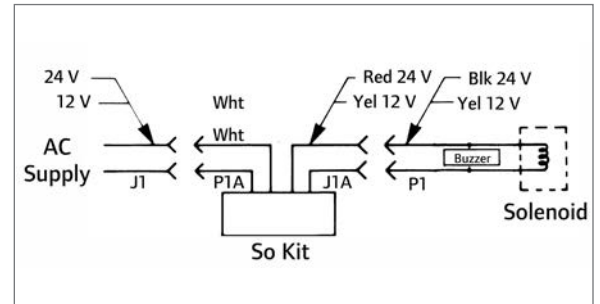 24 V
12 V
Wht
Wht
Red 24 V
Yel 12 V
Blk 24 V
Yel 12 V
AC
Supply
J1
P1A
J1A
P1
Buzzer
Solenoid
So Kit